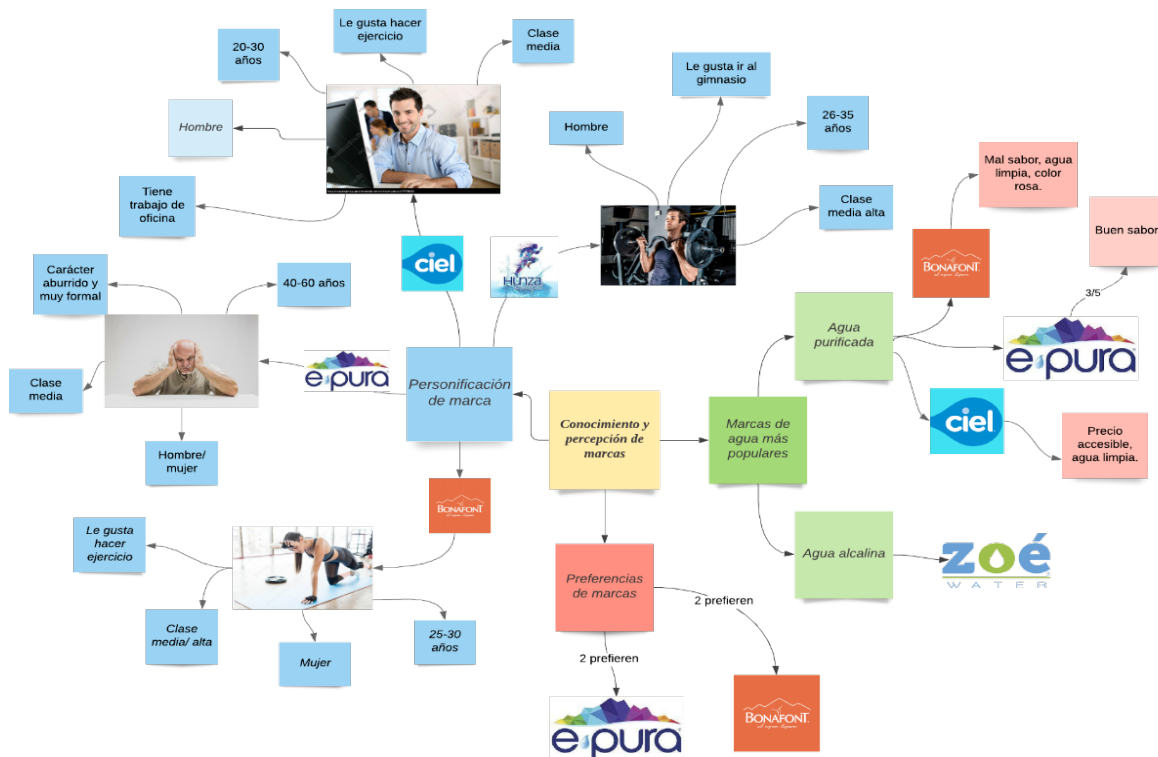 Le gusta hacer
ejercicio
20-30
años
Clase
media
Hombre
Tiene
trabajo de
oficina
ciel
Le gusta ir al
gimnasio
Hombre
26-35
años
Clase
media alta
HUNZA
Carácter
aburrido y
muy formal
40-60 años
Clase
media
Hombre/
mujer
e-pura
Personificación
de marca
BONAFONT
Le gusta
hacer
ejercicio
Clase
media/ alta
Mujer
25-30
años
Conocimiento y
percepción de
marcas
Marcas de
agua más
populares
Agua
purificada
BONAFONT
Mal sabor, agua
limpia, color
rosa.
e-pura
3/5
Buen sabor
ciel
Precio
accesible,
agua limpia.
Agua alcalina
zoé
WATER
Preferencias
de marcas
2 prefieren
e-pura
2 prefieren
BONAFONT